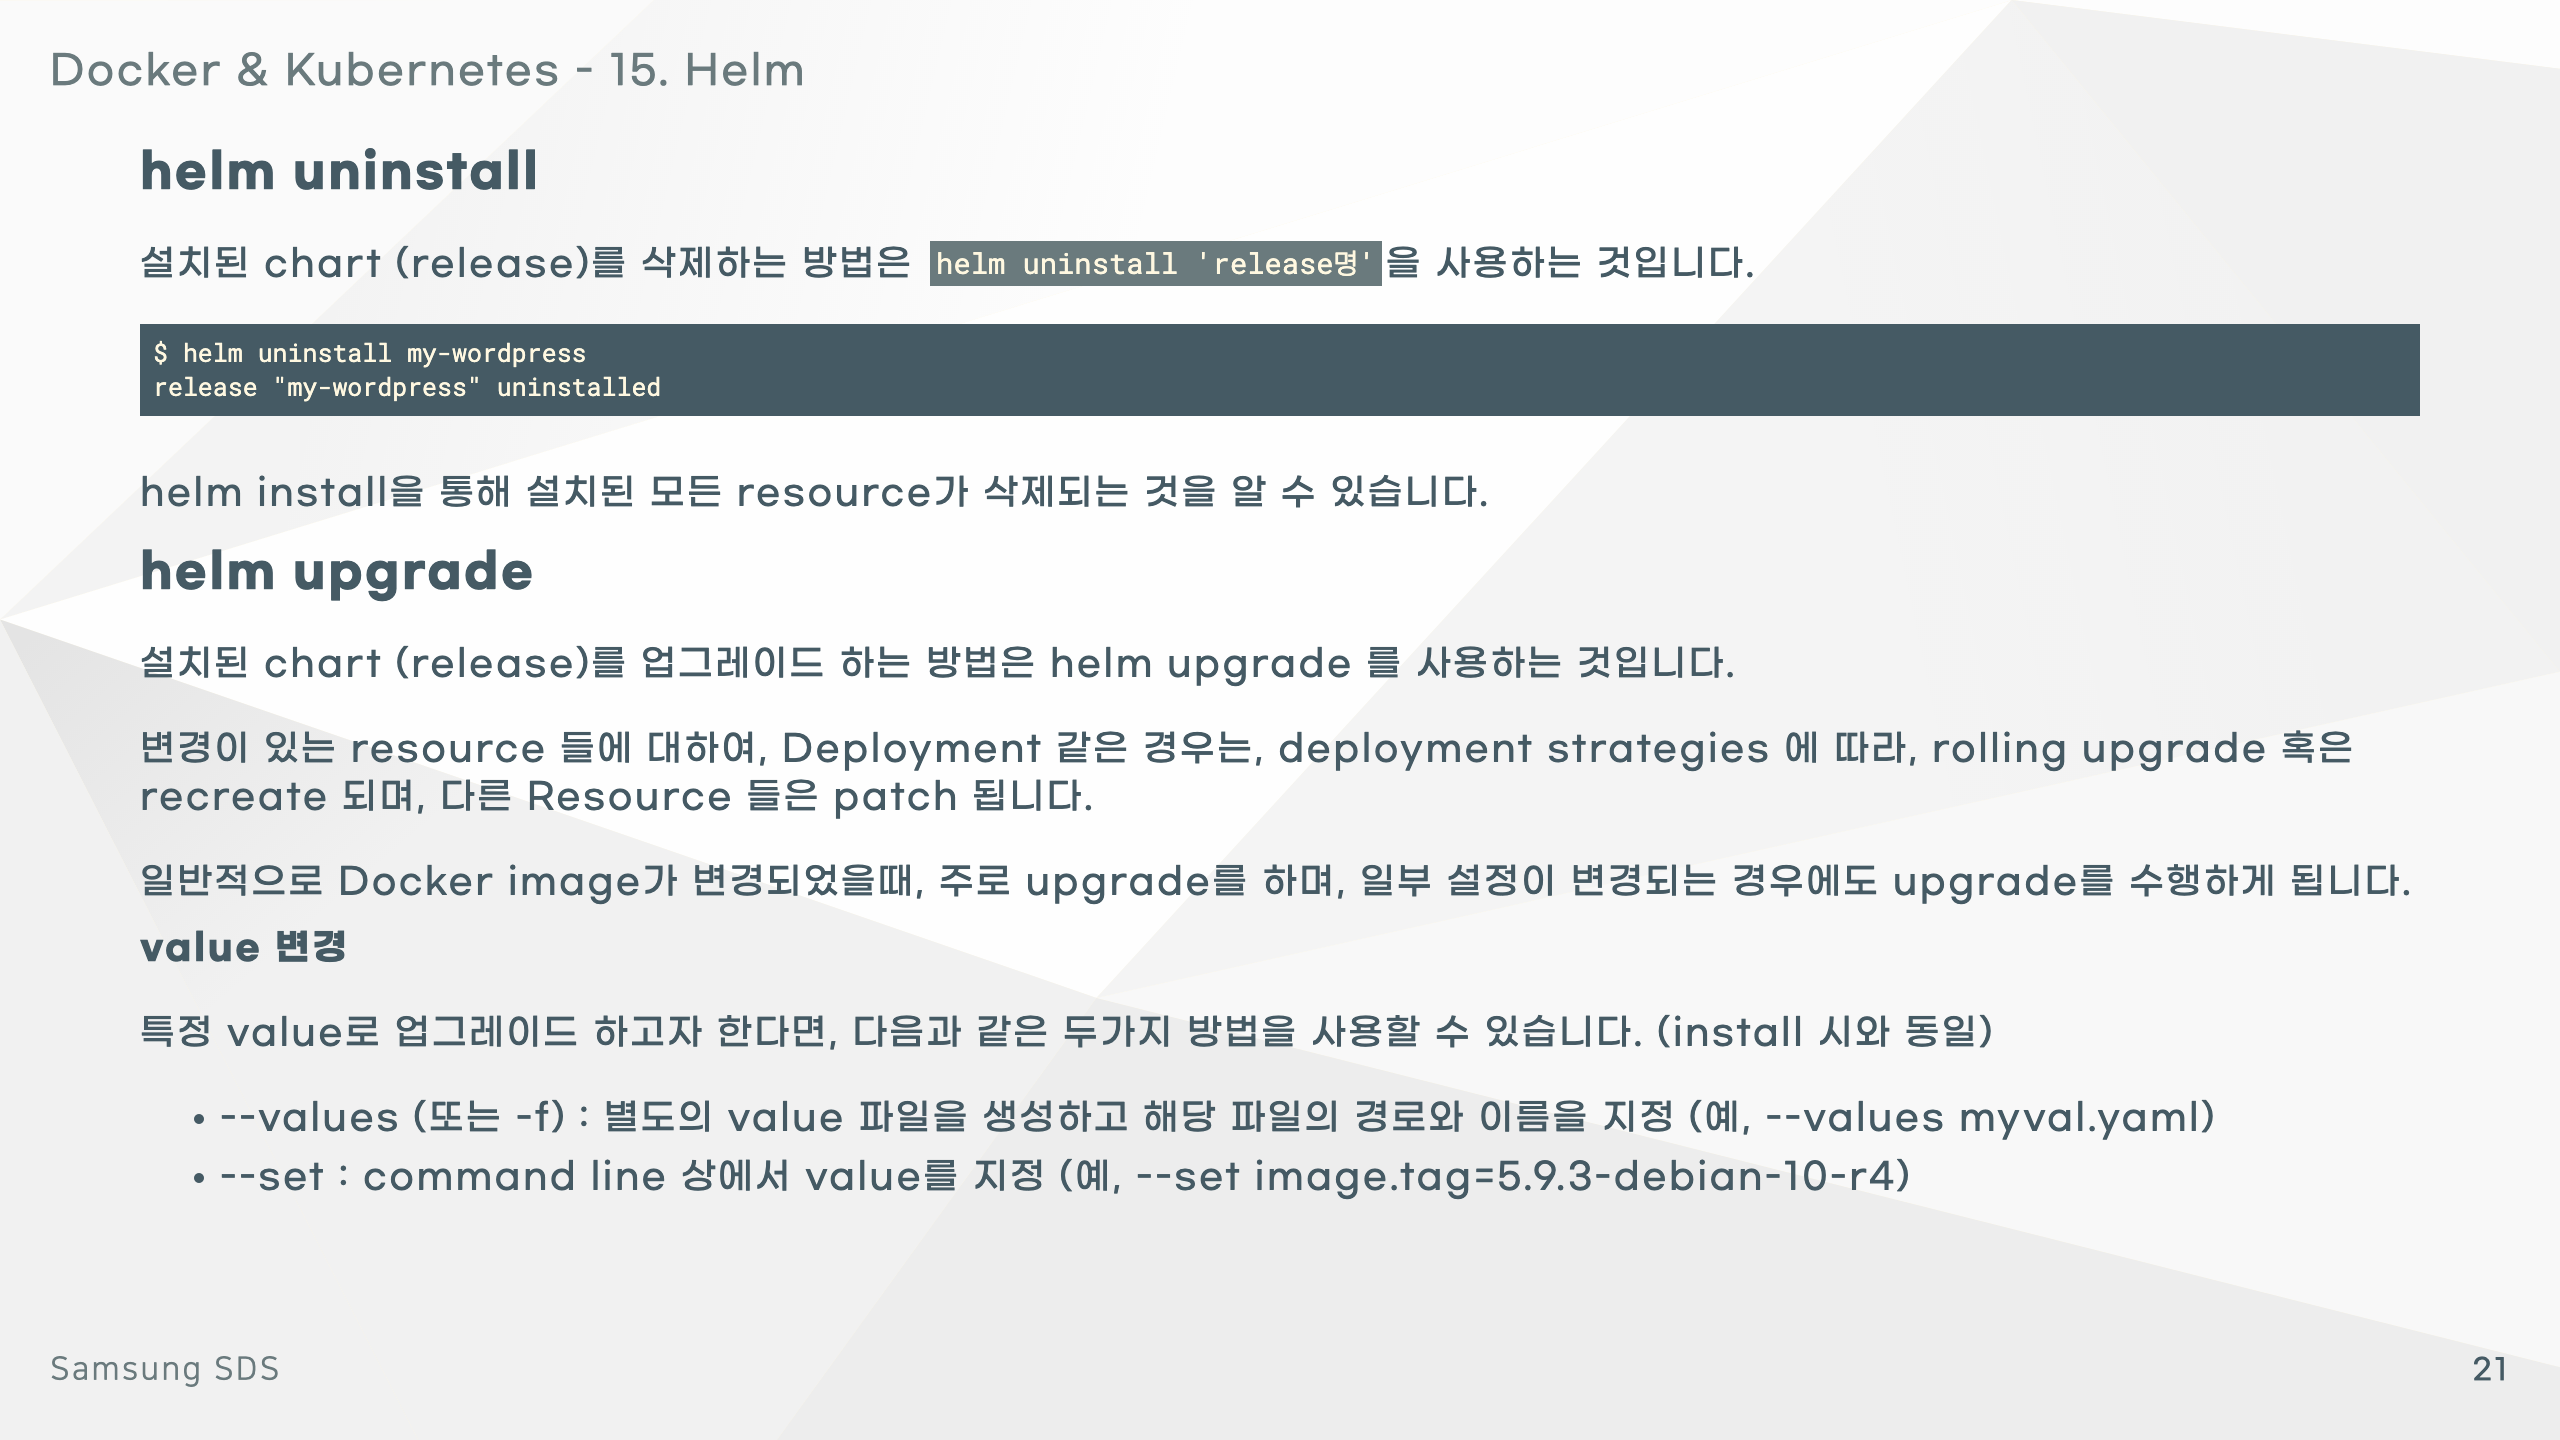 Docker & Kubernetes - 15. Helm
helm uninstall
설치된 chart (release)를 삭제하는 방법은 helm uninstall 'release명' 을 사용하는 것입니다.
$ helm uninstall my-wordpress
release "my-wordpress" uninstalled
helm install을 통해 설치된 모든 resource가 삭제되는 것을 알 수 있습니다.
helm upgrade
설치된 chart (release)를 업그레이드 하는 방법은 helm upgrade 를 사용하는 것입니다.
변경이 있는 resource 들에 대하여, Deployment 같은 경우는, deployment strategies 에 따라, rolling upgrade 혹은
recreate 되며, 다른 Resource 들은 patch 됩니다.
일반적으로 Docker image가 변경되었을때, 주로 upgrade를 하며, 일부 설정이 변경되는 경우에도 upgrade를 수행하게 됩니다.
value 변경
특정 value로 업그레이드 하고자 한다면, 다음과 같은 두가지 방법을 사용할 수 있습니다. (install 시와 동일)
• --values (또는 -f) : 별도의 value 파일을 생성하고 해당 파일의 경로와 이름을 지정 (예, --values myval.yaml)
• --set : command line 상에서 value를 지정 (예, --set image.tag=5.9.3-debian-10-r4)
Samsung SDS
21